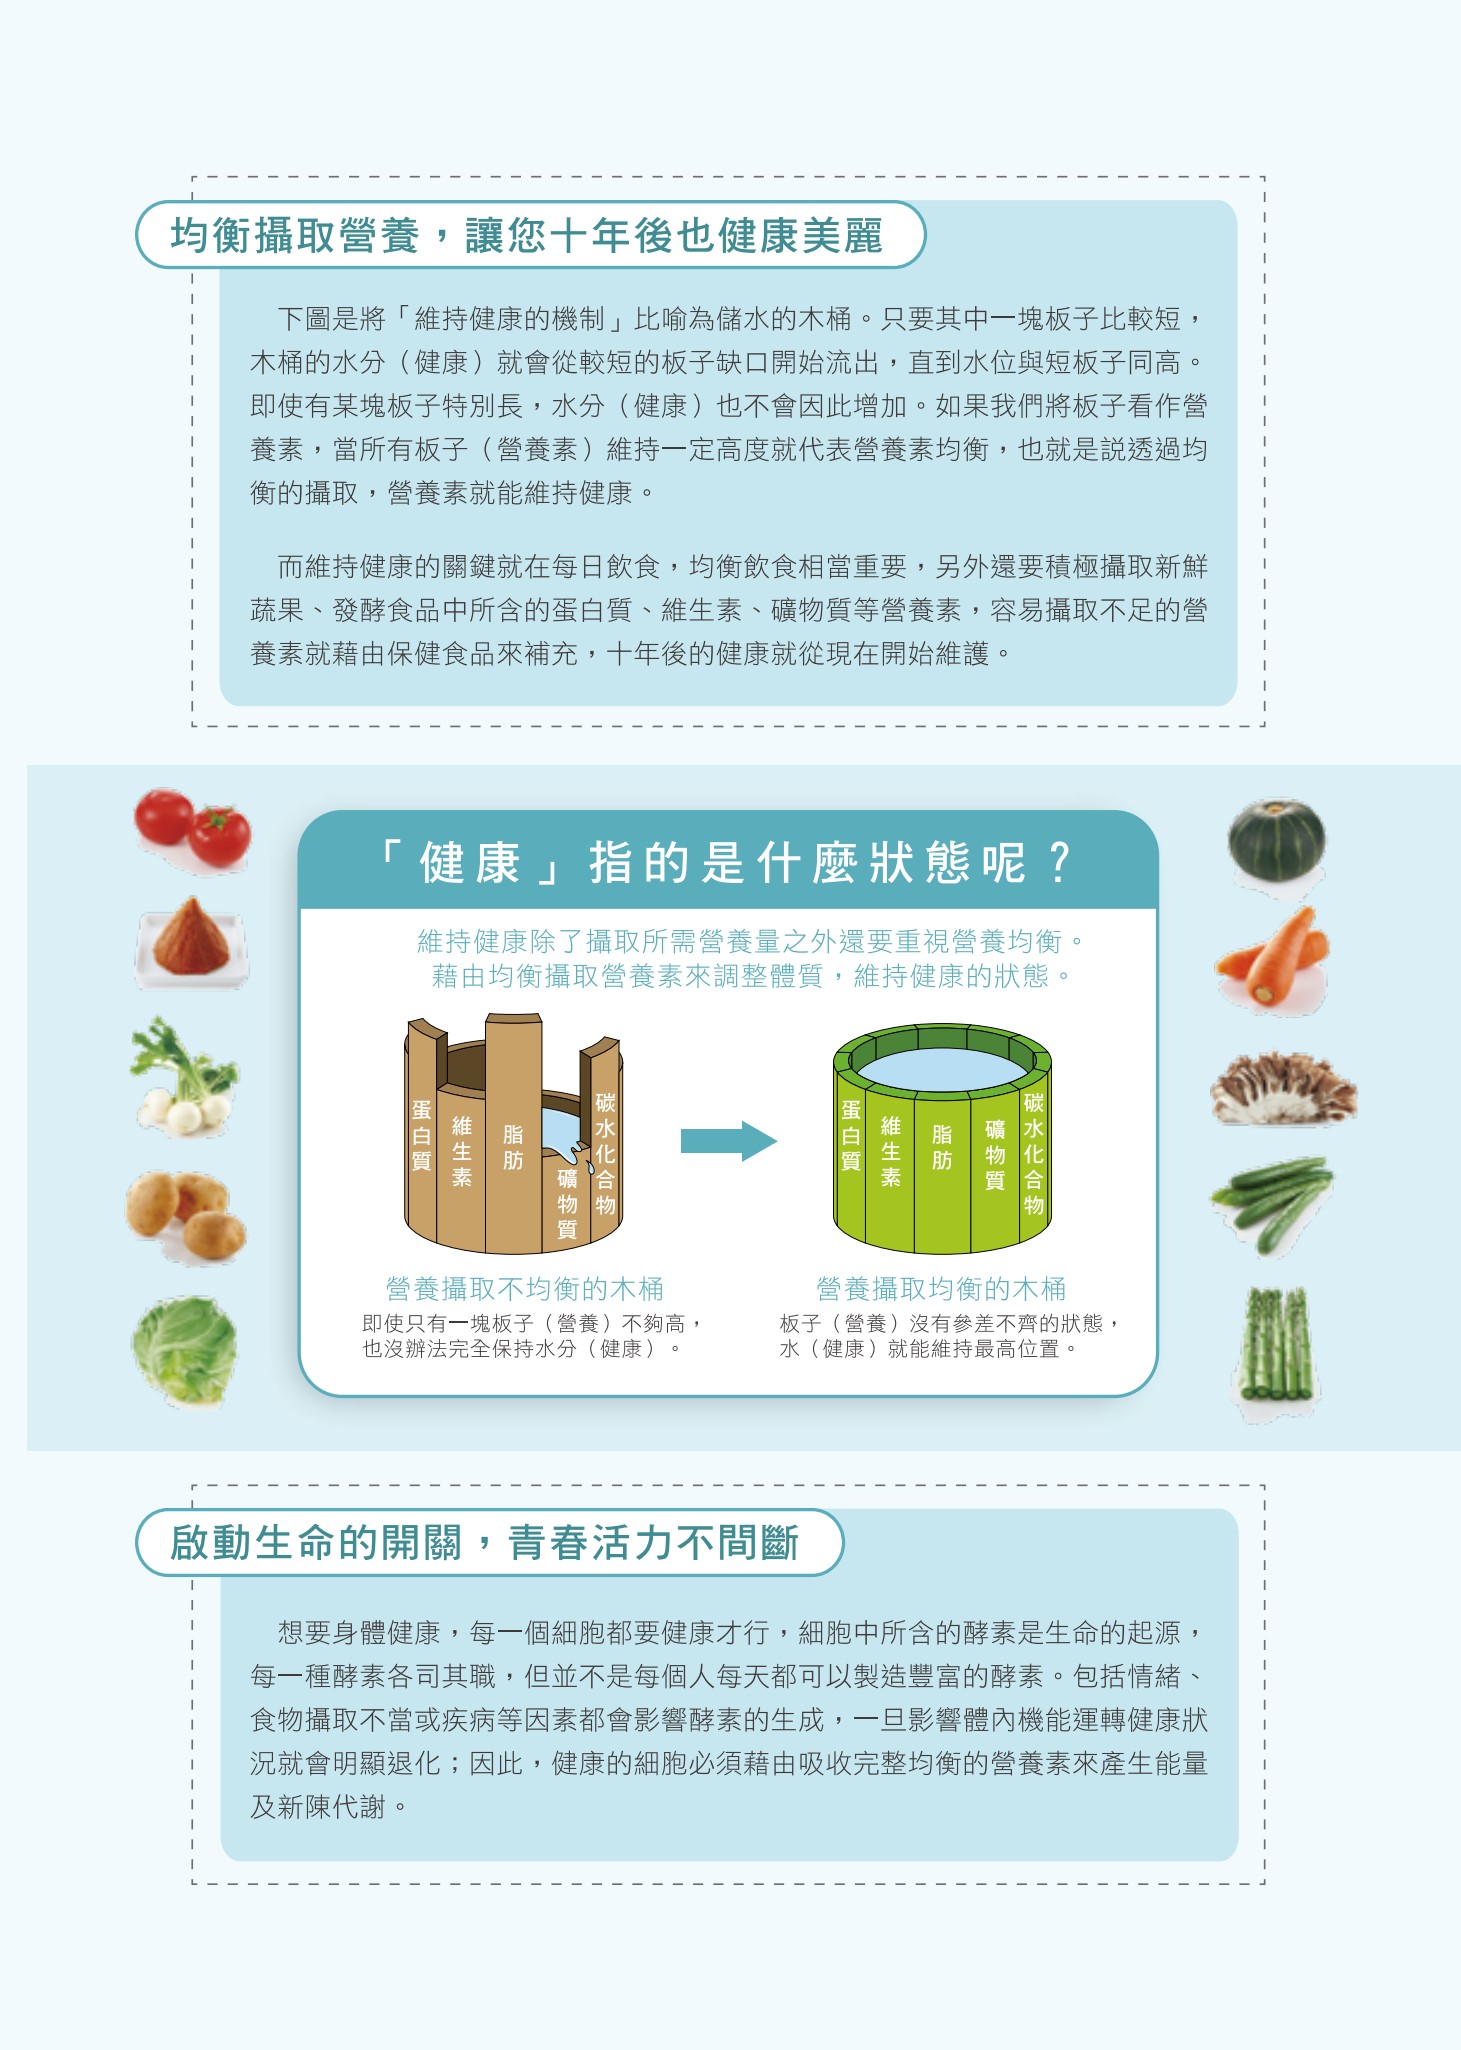 均衡攝取營養，讓您十年後也健康美麗
下圖是將「維持健康的機制」比喻為儲水的木桶。只要其中一塊板子比較短，
木桶的水分（健康）就會從較短的板子缺口開始流出，直到水位與短板子同高。
即使有某塊板子特別長，水分（健康）也不會因此增加。如果我們將板子看作營
養素，當所有板子（營養素）維持一定高度就代表營養素均衡，也就是說透過均
衡的攝取，營養素就能維持健康。
而維持健康的關鍵就在每日飲食，均衡飲食相當重要，另外還要積極攝取新鮮
蔬果、發酵食品中所含的蛋白質、維生素、礦物質等營養素，容易攝取不足的營
養素就藉由保健食品來補充，十年後的健康就從現在開始維護。
「健康」指的是什麼狀態呢？
維持健康除了攝取所需營養量之外還要重視營養均衡。
藉由均衡攝取營養素來調整體質，維持健康的狀態。
蛋白質
維生素
脂肪
礦物質
碳水化合物
蛋白質
維生素
脂肪
礦物質
碳水化合物
營養攝取不均衡的木桶
即使只有一塊板子（營養）不夠高，
也沒辦法完全保持水分（健康）。
營養攝取均衡的木桶
板子（營養）沒有參差不齊的狀態，
水（健康）就能維持最高位置。
啟動生命的開關，青春活力不間斷
想要身體健康，每一個細胞都要健康才行，細胞中所含的酵素是生命的起源，
每一種酵素各司其職，但並不是每個人每天都可以製造豐富的酵素。包括情緒、
食物攝取不當或疾病等因素都會影響酵素的生成，一旦影響體內機能運轉健康狀
況就會明顯退化；因此，健康的細胞必須藉由吸收完整均衡的營養素來產生能量
及新陳代謝。